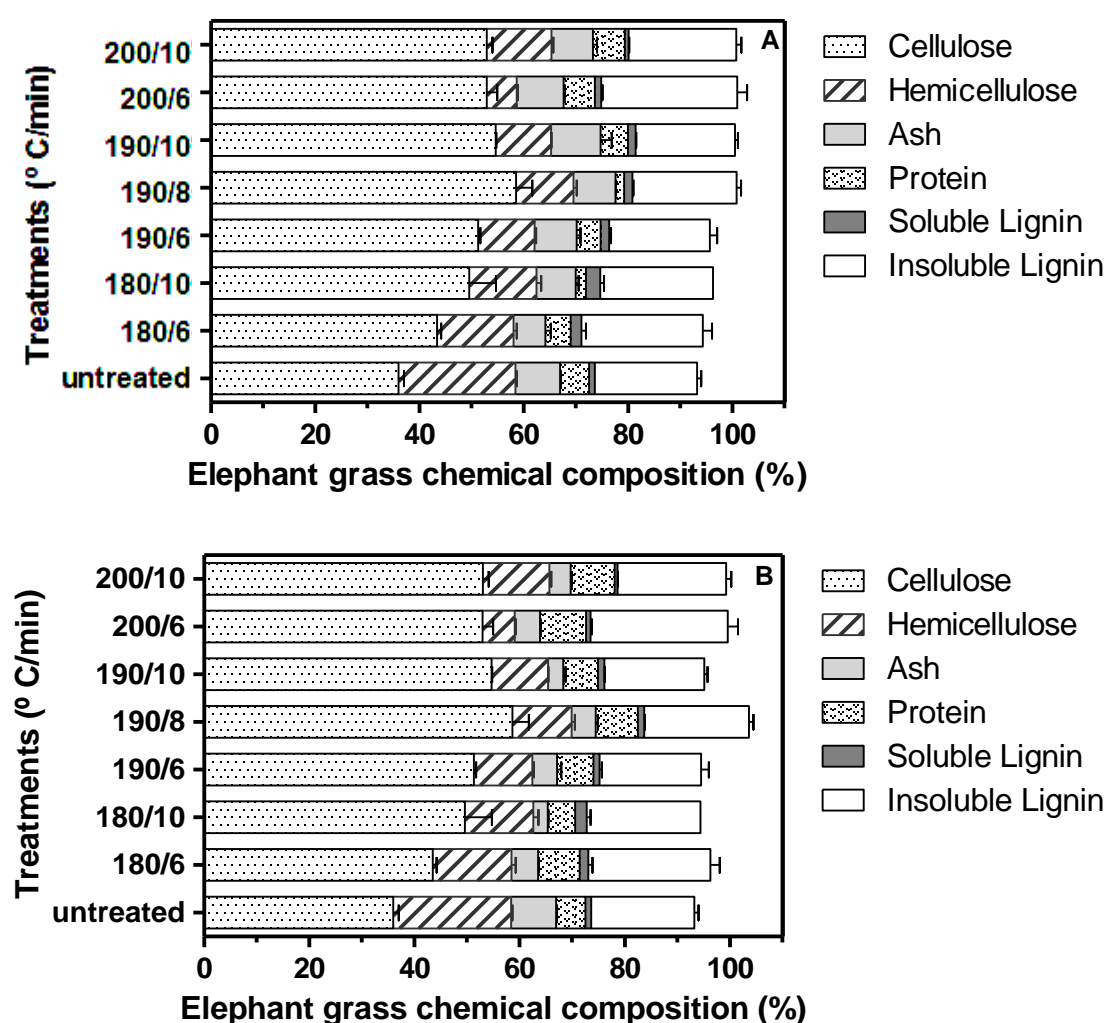 A
200/10
200/6
190/10
190/8
190/6
180/10
180/6
untreated
Treatments (º C/min)
0 20 40 60 80 100
Elephant grass chemical composition (%)
Cellulose
Hemicellulose
Ash
Protein
Soluble Lignin
Insoluble Lignin
B
200/10
200/6
190/10
190/8
190/6
180/10
180/6
untreated
Treatments (º C/min)
0 20 40 60 80 100
Elephant grass chemical composition (%)
Cellulose
Hemicellulose
Ash
Protein
Soluble Lignin
Insoluble Lignin